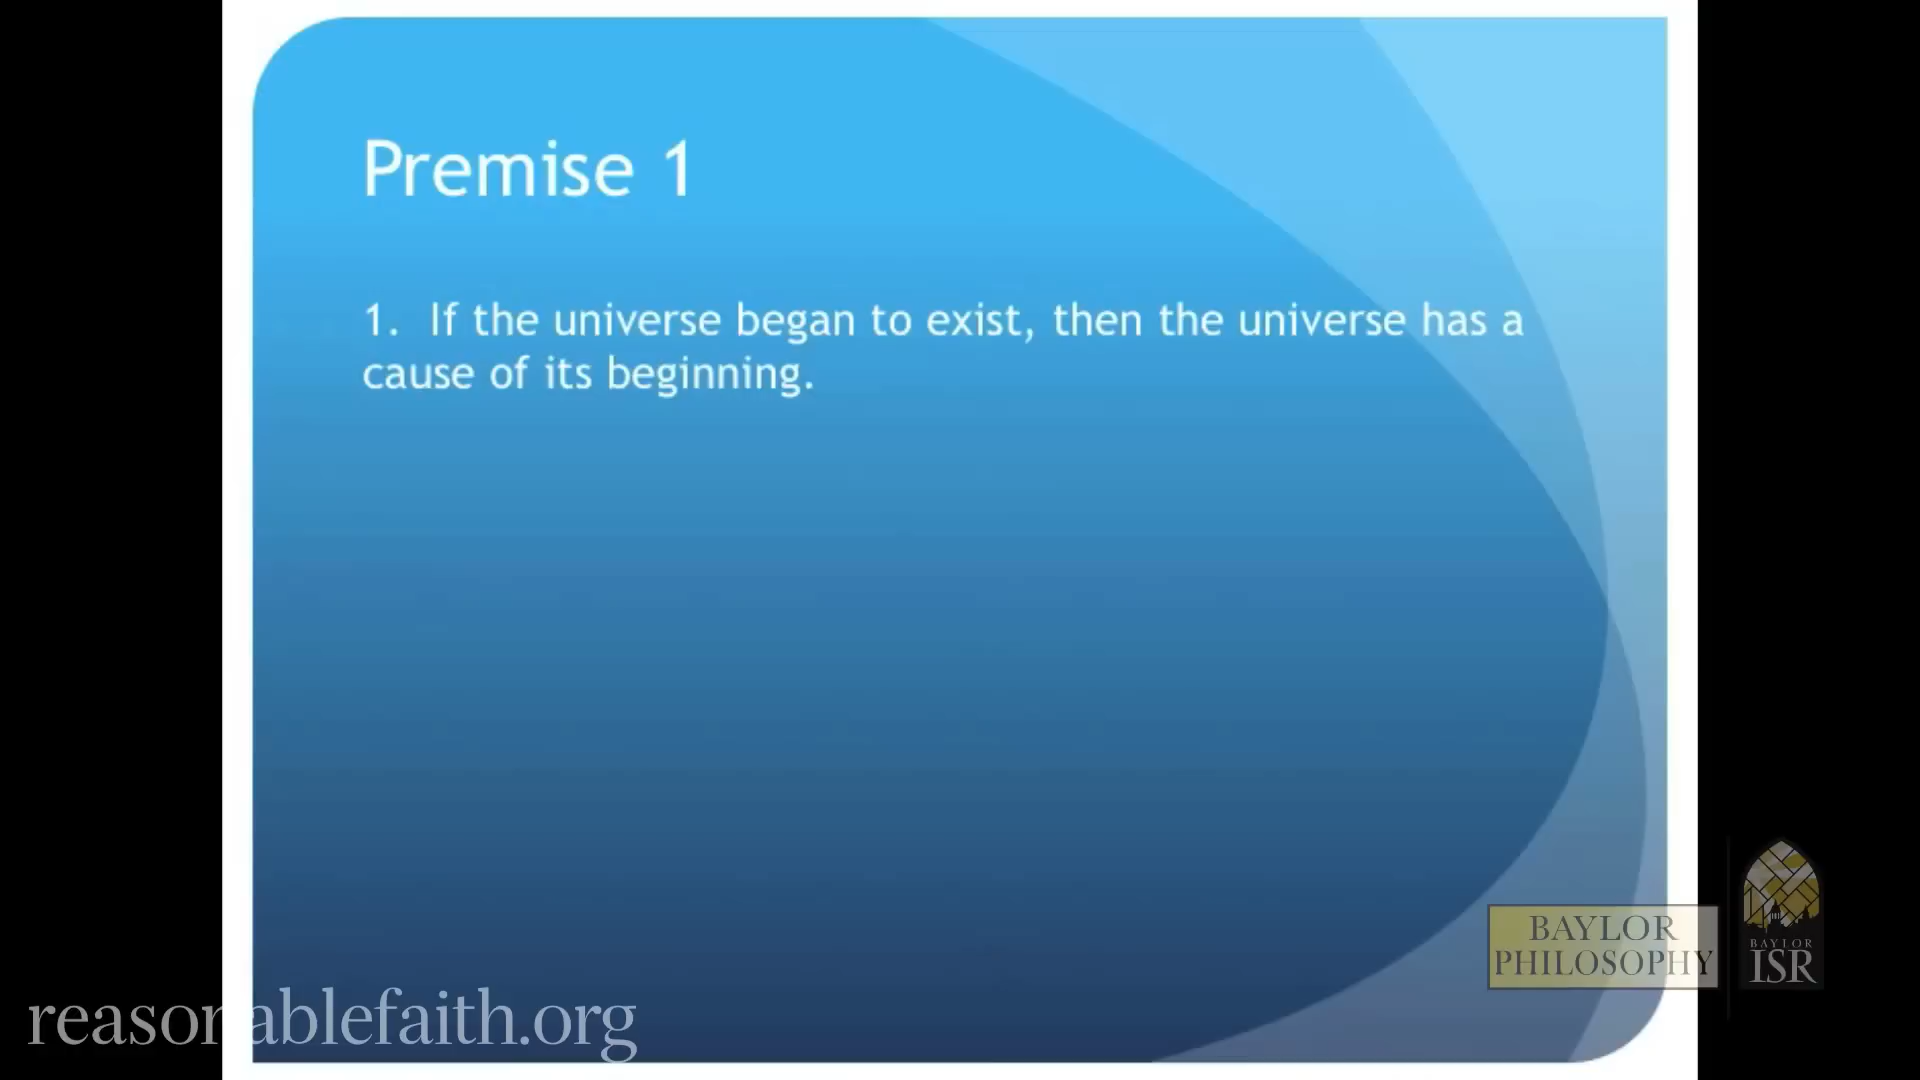 Premise 1
1. If the universe began to exist, then the universe has a
cause of its beginning.
BAYLOR
PHILOSOPHY
BAYLOR
ISR
reasonablefaith.org